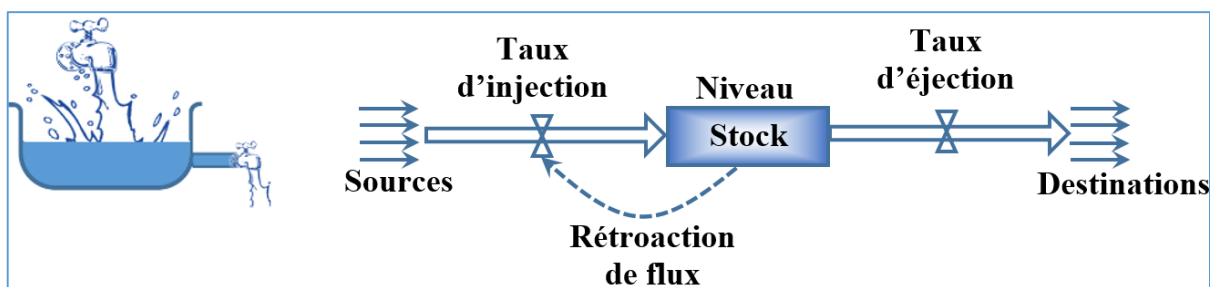 Taux
d’injection
Taux
d’éjection
Niveau
Stock
Sources
Destinations
Rétroaction
de flux